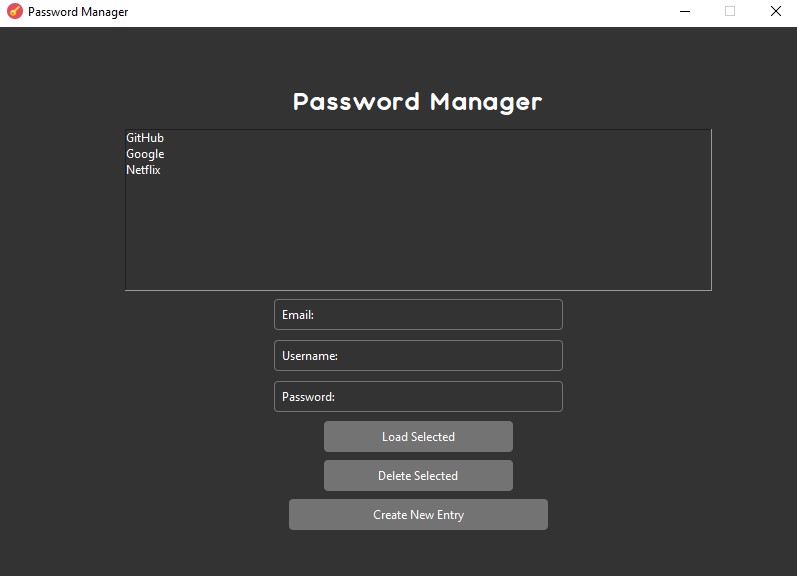 Password Manager
Password Manager
GitHub
Google
Netflix
Email:
Username:
Password:
Load Selected
Delete Selected
Create New Entry